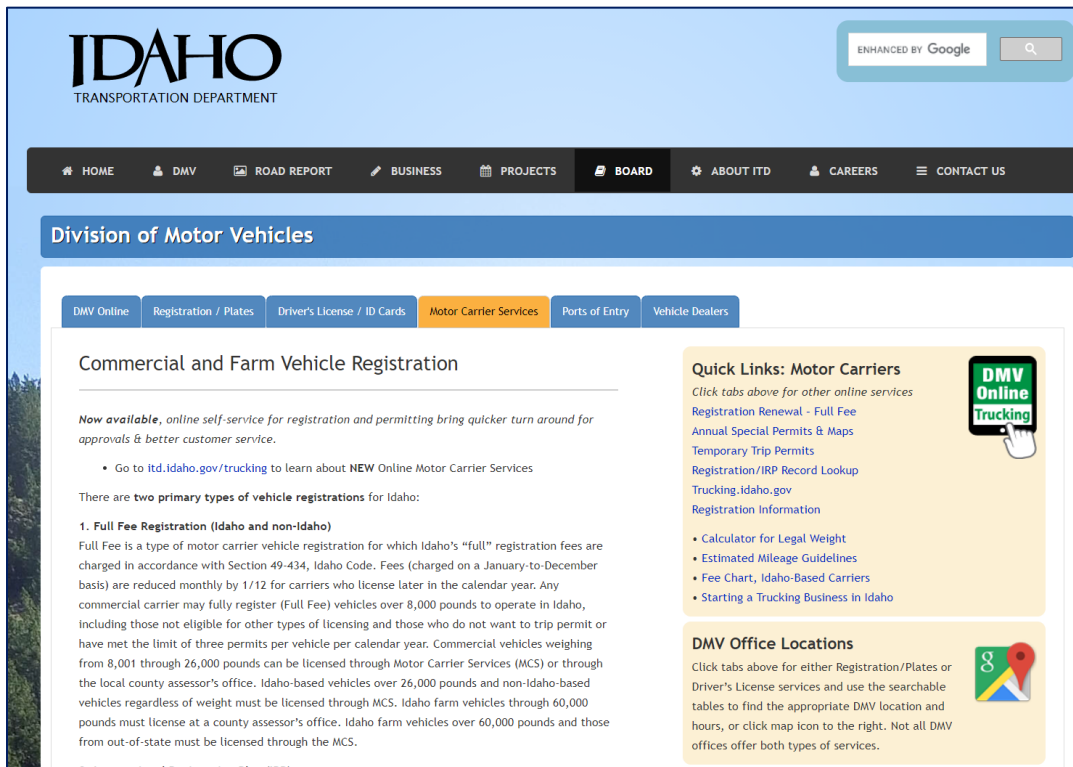 IDAHO
TRANSPORTATION DEPARTMENT
ENHANCED BY Google
HOME
DMV
ROAD REPORT
BUSINESS
PROJECTS
BOARD
ABOUT ITD
CAREERS
CONTACT US
Division of Motor Vehicles
DMV Online
Registration / Plates
Driver's License / ID Cards
Motor Carrier Services
Ports of Entry
Vehicle Dealers
Commercial and Farm Vehicle Registration
Now available, online self-service for registration and permitting bring quicker turn around for
approvals & better customer service.
• Go to itd.idaho.gov/trucking to learn about NEW Online Motor Carrier Services
There are two primary types of vehicle registrations for Idaho:
1. Full Fee Registration (Idaho and non-Idaho)
Full Fee is a type of motor carrier vehicle registration for which Idaho's "full" registration fees are
charged in accordance with Section 49-434, Idaho Code. Fees (charged on a January-to-December
basis) are reduced monthly by 1/12 for carriers who license later in the calendar year. Any
commercial carrier may fully register (Full Fee) vehicles over 8,000 pounds to operate in Idaho,
including those not eligible for other types of licensing and those who do not want to trip permit or
have met the limit of three permits per vehicle per calendar year. Commercial vehicles weighing
from 8,001 through 26,000 pounds can be licensed through Motor Carrier Services (MCS) or through
the local county assessor's office. Idaho-based vehicles over 26,000 pounds and non-Idaho-based
vehicles regardless of weight must be licensed through MCS. Idaho farm vehicles through 60,000
pounds must license at a county assessor's office. Idaho farm vehicles over 60,000 pounds and those
from out-of-state must be licensed through the MCS.
Quick Links: Motor Carriers
Click tabs above for other online services
Registration Renewal - Full Fee
Annual Special Permits & Maps
Temporary Trip Permits
Registration/IRP Record Lookup
Trucking.idaho.gov
Registration Information
• Calculator for Legal Weight
• Estimated Mileage Guidelines
• Fee Chart, Idaho-Based Carriers
• Starting a Trucking Business in Idaho
DMV
Online
Trucking
DMV Office Locations
Click tabs above for either Registration/Plates or
Driver's License services and use the searchable
tables to find the appropriate DMV location and
hours, or click map icon to the right. Not all DMV
offices offer both types of services.
8